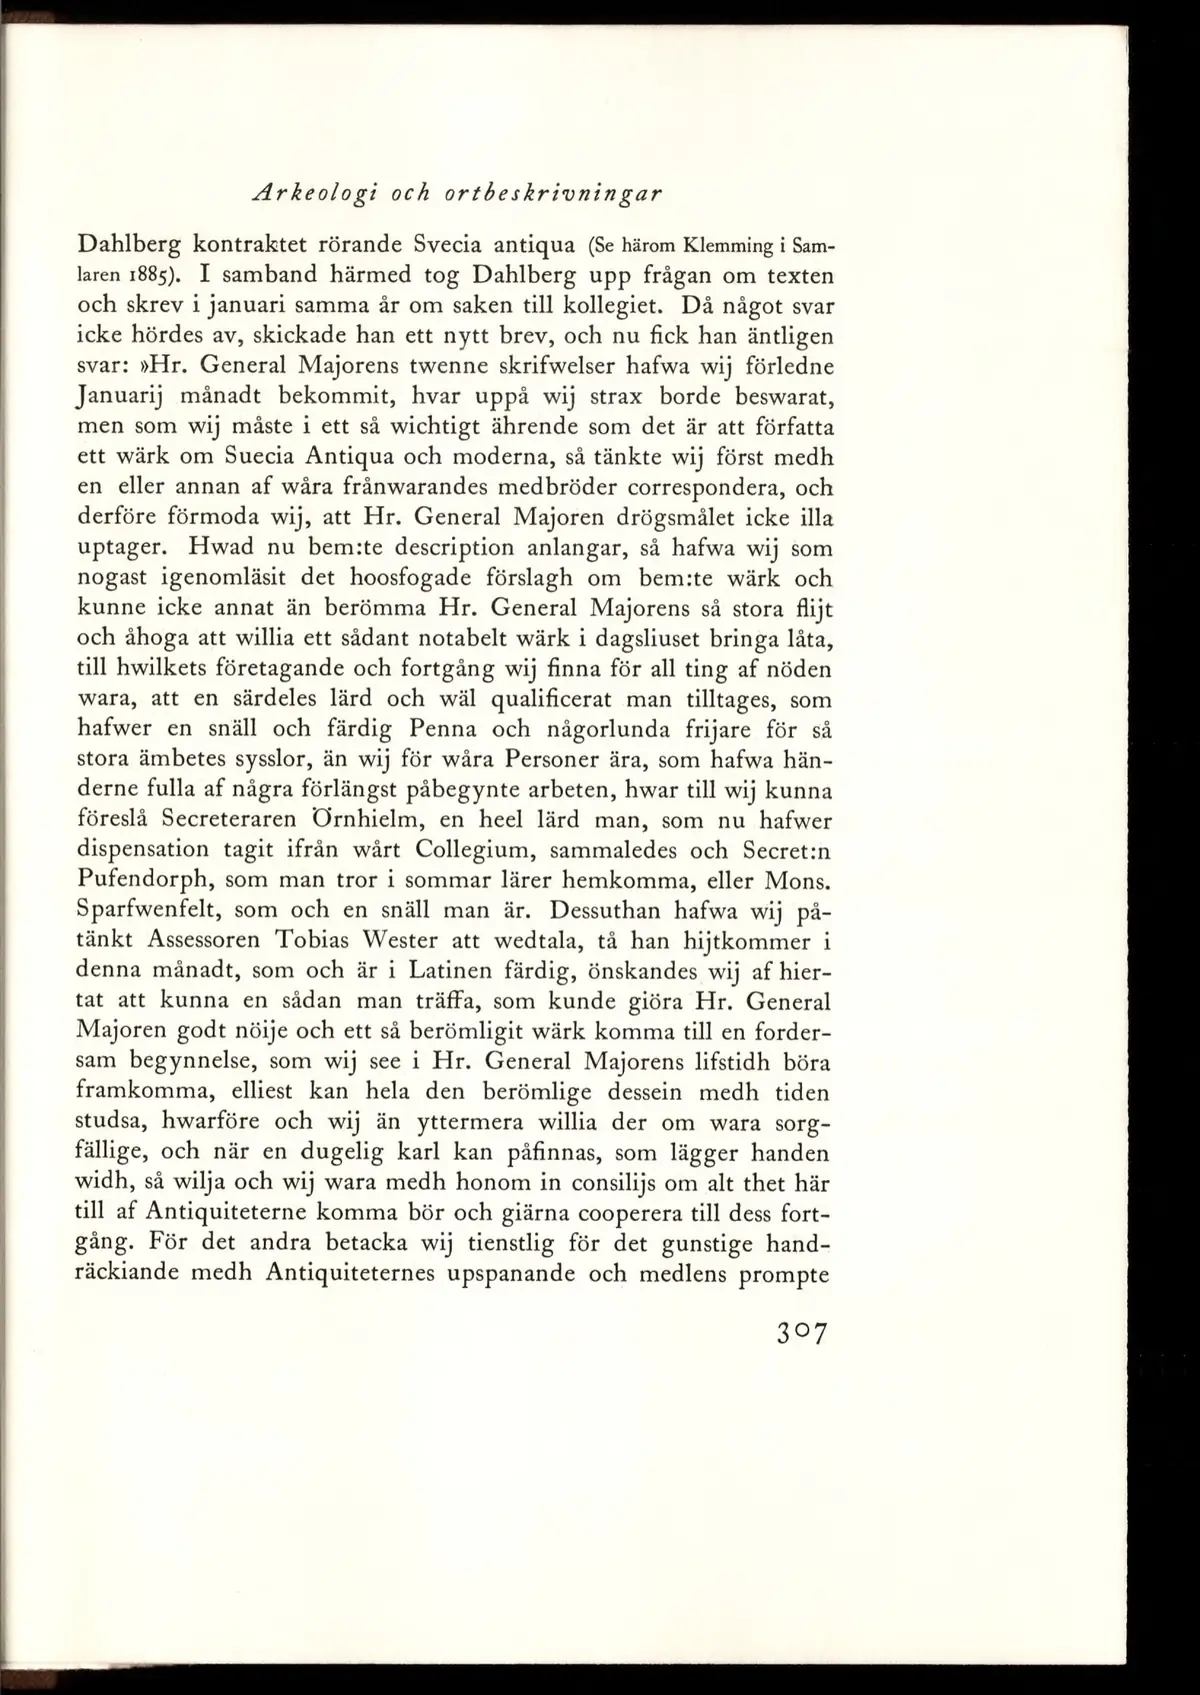 Arkeologi och ortbeskrivningar
Dahlberg kontraktet rörande Svecia antiqua (Se härom Klemming i Sam-
laren 1885). I samband härmed tog Dahlberg upp frågan om texten
och skrev i januari samma år om saken till kollegiet. Då något svar
icke hördes av, skickade han ett nytt brev, och nu fick han äntligen
svar: »Hr. General Majorens twenne skrifwelser hafwa wij förledne
Januarij månadt bekommit, hvar uppå wij strax borde beswarat,
men som wij måste i ett så wichtigt ährende som det är att författa
ett wärk om Suecia Antiqua och moderna, så tänkte wij först medh
en eller annan af wåra frånwarandes medbröder correspondera, och
derföre förmoda wij, att Hr. General Majoren drögsmålet icke illa
uptager. Hwad nu bem:te description anlangar, så hafwa wij som
nogast igenomläsit det hoosfogade förslagh om bem:te wärk och
kunne icke annat än berömma Hr. General Majorens så stora flijt
och åhoga att willia ett sådant notabelt wärk i dagsliuset bringa låta,
till hwilkets företagande och fortgång wij finna för all ting af nöden
wara, att en särdeles lärd och wäl qualificerat man tilltages, som
hafwer en snäll och färdig Penna och någorlunda frijare för så
stora ämbetes sysslor, än wij för wåra Personer ära, som hafwa hän-
derne fulla af några förlängst påbegynte arbeten, hwar till wij kunna
föreslå Secreteraren Örnhielm, en heel lärd man, som nu hafwer
dispensation tagit ifrån wårt Collegium, sammaledes och Secret:n
Pufendorph, som man tror i sommar lärer hemkomma, eller Mons.
Sparfwenfelt, som och en snäll man är. Dessuthan hafwa wij på-
tänkt Assessoren Tobias Wester att wedtala, tå han hijtkommer i
denna månadt, som och är i Latinen färdig, önskandes wij af hier-
tat att kunna en sådan man träffa, som kunde giöra Hr. General
Majoren godt nöije och ett så berömligit wärk komma till en forder-
sam begynnelse, som wij see i Hr. General Majorens lifstidh böra
framkomma, elliest kan hela den berömlige dessein medh tiden
studsa, hwarföre och wij än yttermera willia der om wara sorg-
fällige, och när en dugelig karl kan påfinnas, som lägger handen
widh, så wilja och wij wara medh honom in consilijs om alt thet här
till af Antiquiteterne komma bör och giärna cooperera till dess fort-
gång. För det andra betacka wij tienstlig för det gunstige hand-
räckiande medh Antiquiteternes upspanande och medlens prompte
307